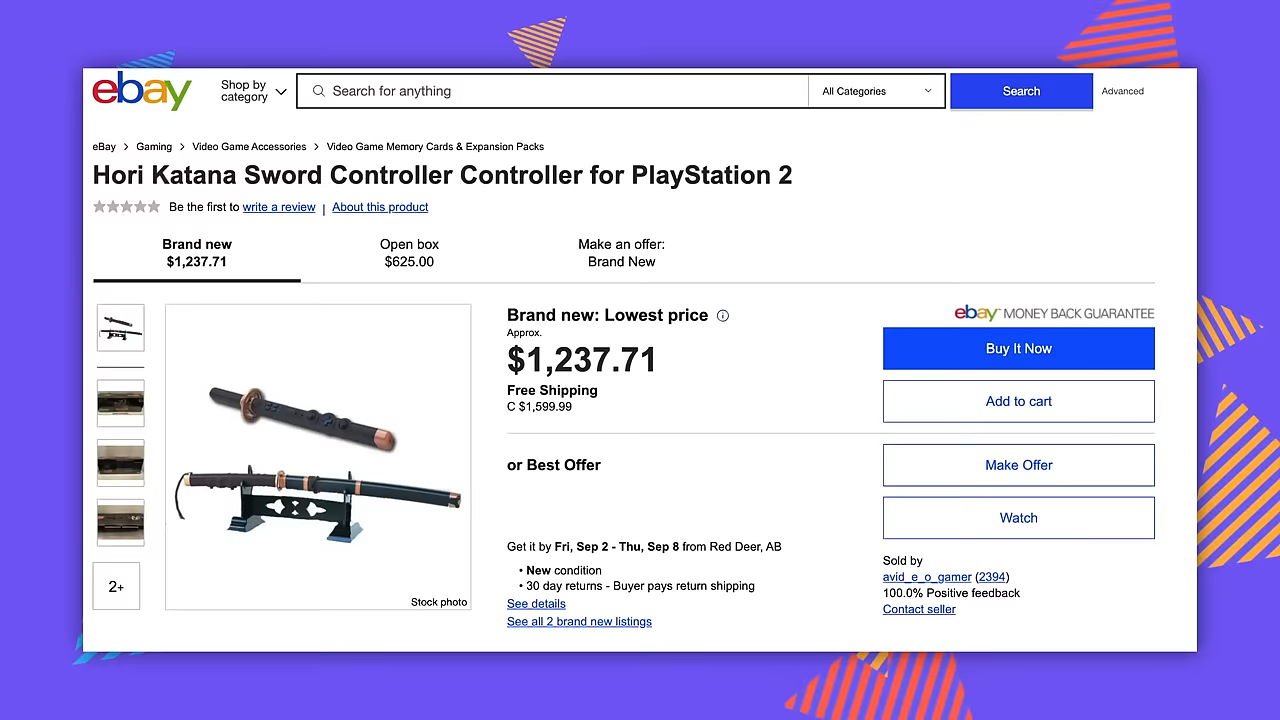 ebay
Shop by
category
Search for anything
All Categories
Search
Advanced
eBay > Gaming > Video Game Accessories > Video Game Memory Cards & Expansion Packs
Hori Katana Sword Controller Controller for PlayStation 2
Be the first to write a review | About this product
Brand new
$1,237.71
Open box
$625.00
Make an offer:
Brand New
2+
Stock photo
Brand new: Lowest price
Approx.
$1,237.71
Free Shipping
C $1,599.99
or Best Offer
Get it by Fri, Sep 2 - Thu, Sep 8 from Red Deer, AB
• New condition
• 30 day returns - Buyer pays return shipping
See details
See all 2 brand new listings
ebay™ MONEY BACK GUARANTEE
Buy It Now
Add to cart
Make Offer
Watch
Sold by
avid_e_o_gamer (2394)
100.0% Positive feedback
Contact seller